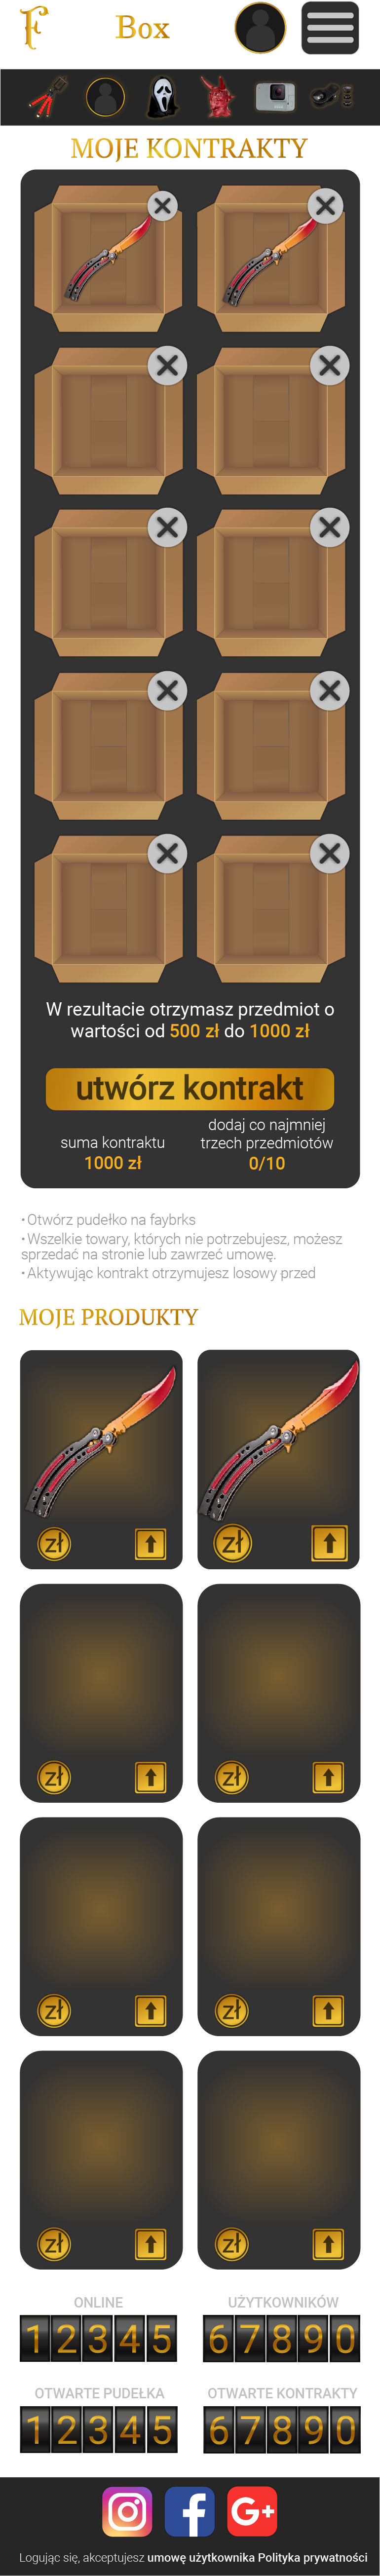 F Box
MOJE KONTRAKTY
W rezultacie otrzymasz przedmiot o
wartości od 500 zł do 1000 zł
utwórz kontrakt
suma kontraktu
1000 zł
dodaj co najmniej
trzech przedmiotów
0/10
• Otwórz pudełko na faybrks
• Wszelkie towary, których nie potrzebujesz, możesz
sprzedać na stronie lub zawrzeć umowę.
• Aktywując kontrakt otrzymujesz losowy przed
MOJE PRODUKTY
zł zł
zł zł
zł zł
zł zł
ONLINE UŻYTKOWNIKÓW
12345 67890
OTWARTE PUDEŁKA OTWARTE KONTRAKTY
12345 67890
f G+
Logując się, akceptujesz umowę użytkownika Polityka prywatności